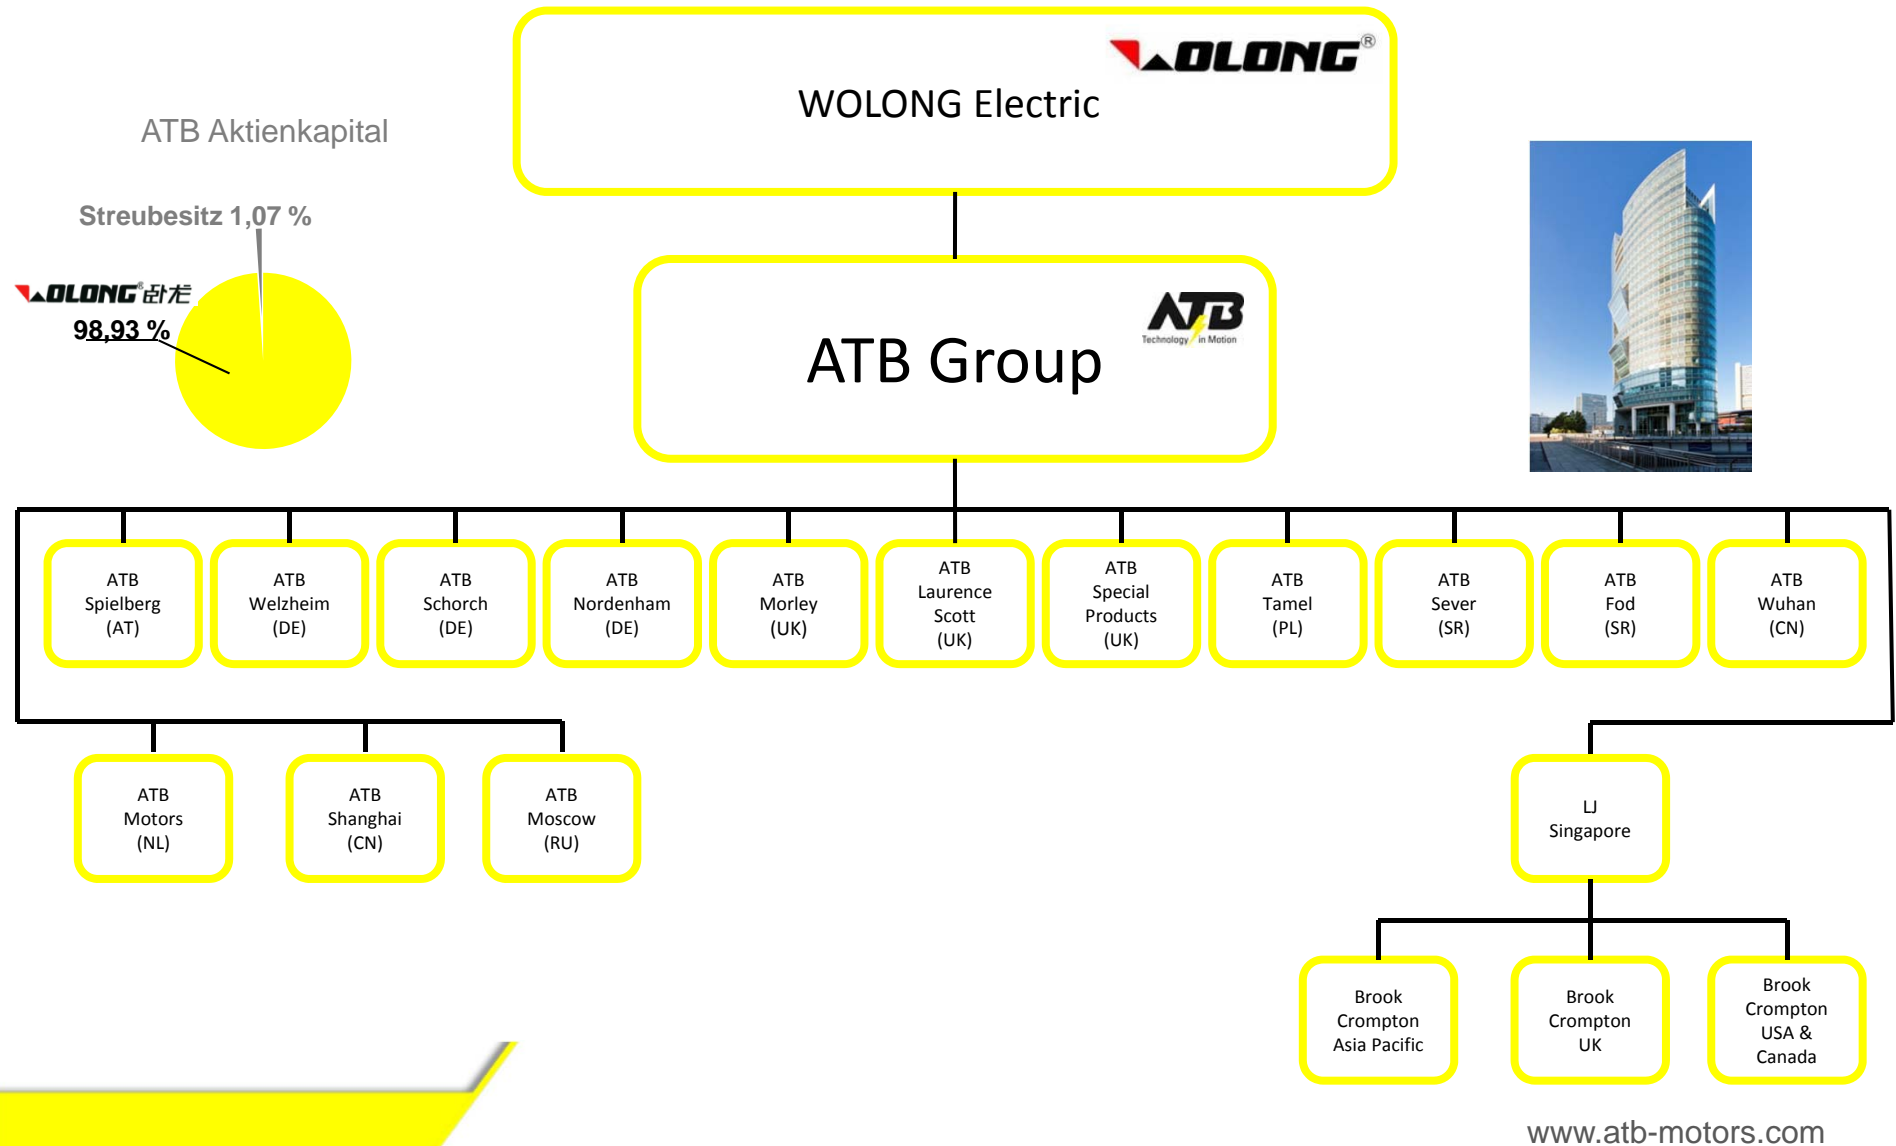 WOLONG®
WOLONG Electric
ATB Aktienkapital
Streubesitz 1,07 %
WOLONG® 卧龙
98,93 %
ATB
Technology in Motion
ATB Group
ATB
Spielberg
(AT)
ATB
Welzheim
(DE)
ATB
Schorch
(DE)
ATB
Nordenham
(DE)
ATB
Morley
(UK)
ATB
Laurence
Scott
(UK)
ATB
Special
Products
(UK)
ATB
Tamel
(PL)
ATB
Sever
(SR)
ATB
Fod
(SR)
ATB
Wuhan
(CN)
ATB
Motors
(NL)
ATB
Shanghai
(CN)
ATB
Moscow
(RU)
LJ
Singapore
Brook
Crompton
Asia Pacific
Brook
Crompton
UK
Brook
Crompton
USA &
Canada
www.atb-motors.com